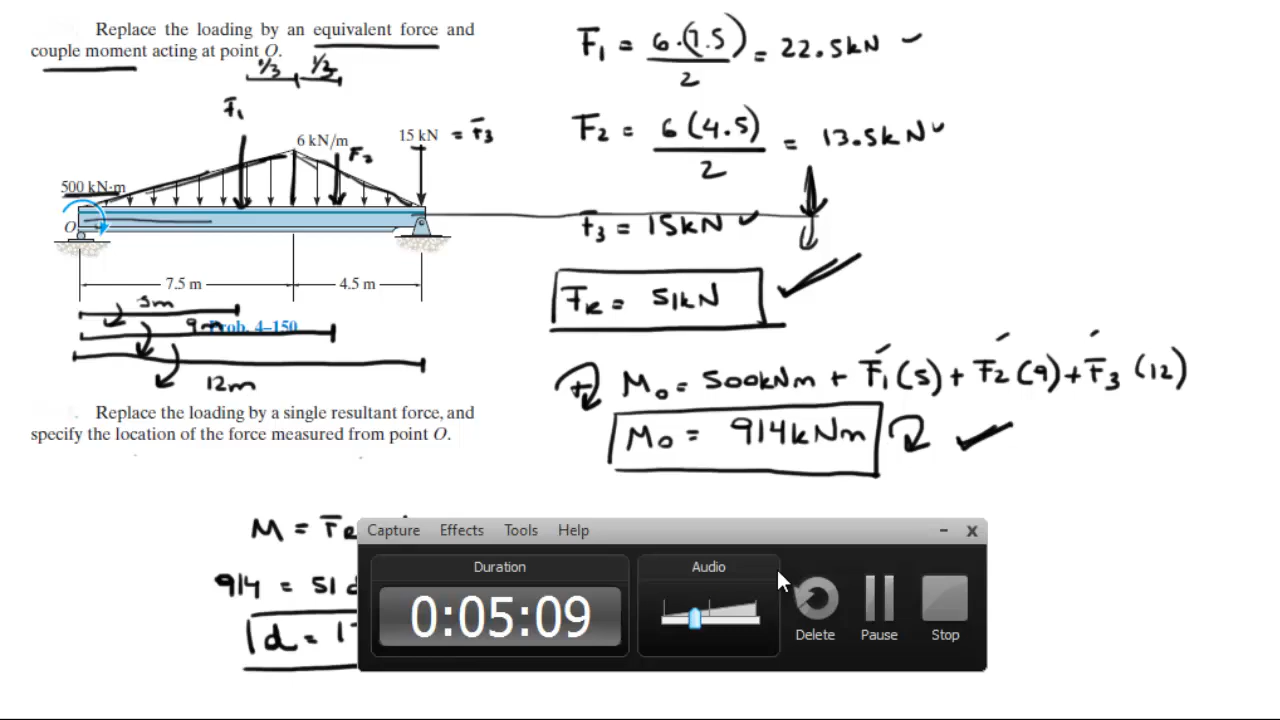 Replace the loading by an equivalent force and
couple moment acting at point O.
1/3 1/3
F1
6 kN/m
F2
15 kN = F3
500 kN·m
O
7.5 m
4.5 m
5m
9m
Prob. 4–150
12m
Replace the loading by a single resultant force, and
specify the location of the force measured from point O.
F1 = 6·(7.5) / 2 = 22.5kN
F2 = 6(4.5) / 2 = 13.5kN
F3 = 15kN
FR = 51kN
+ Mo = 500kNm + F1(5) + F2(9) + F3(12)
Mo = 914kNm
M = FR
914 = 51 d
d = 1
Capture Effects Tools Help
Duration
0:05:09
Audio
Delete
Pause
Stop